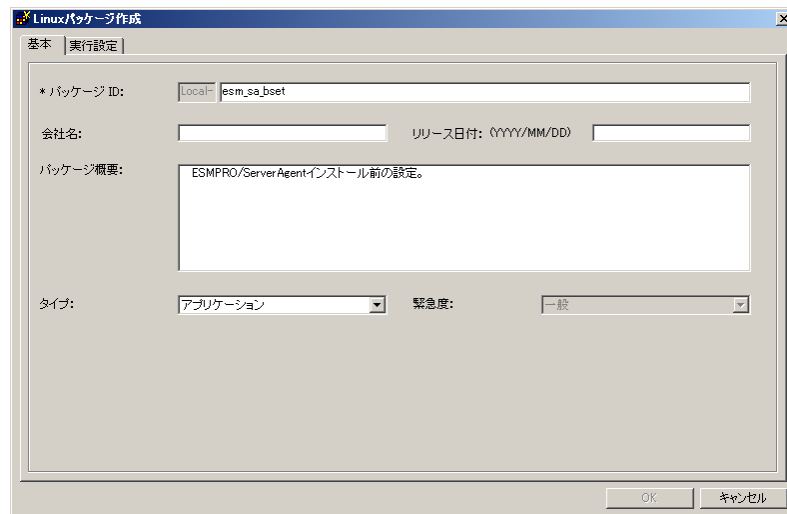 Linuxパッケージ作成
基本 実行設定
* パッケージ ID: Local- esm_sa_bset
会社名: リリース日付: (YYYY/MM/DD)
パッケージ概要: ESMPRO/ServerAgentインストール前の設定。
タイプ: アプリケーション 緊急度: 一般
OK キャンセル